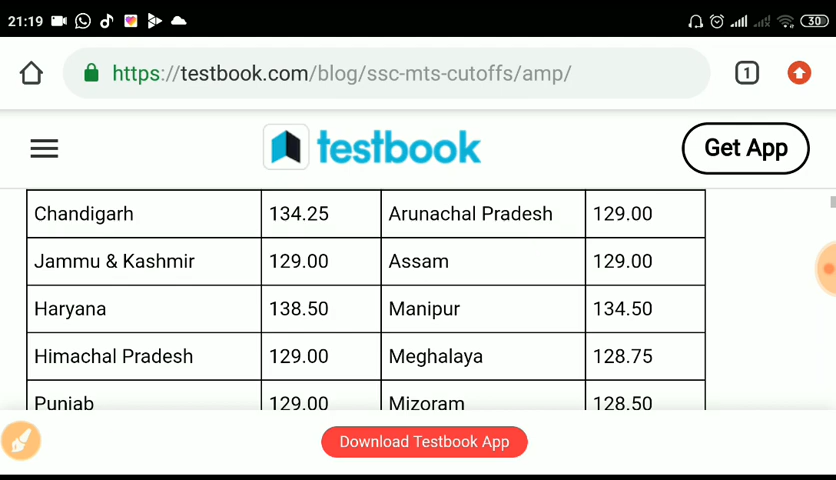 21:19 30
https://testbook.com/blog/ssc-mts-cutoffs/amp/ 1
testbook Get App
Chandigarh 134.25 Arunachal Pradesh 129.00
Jammu & Kashmir 129.00 Assam 129.00
Haryana 138.50 Manipur 134.50
Himachal Pradesh 129.00 Meghalaya 128.75
Punjab 129.00 Mizoram 128.50
Download Testbook App